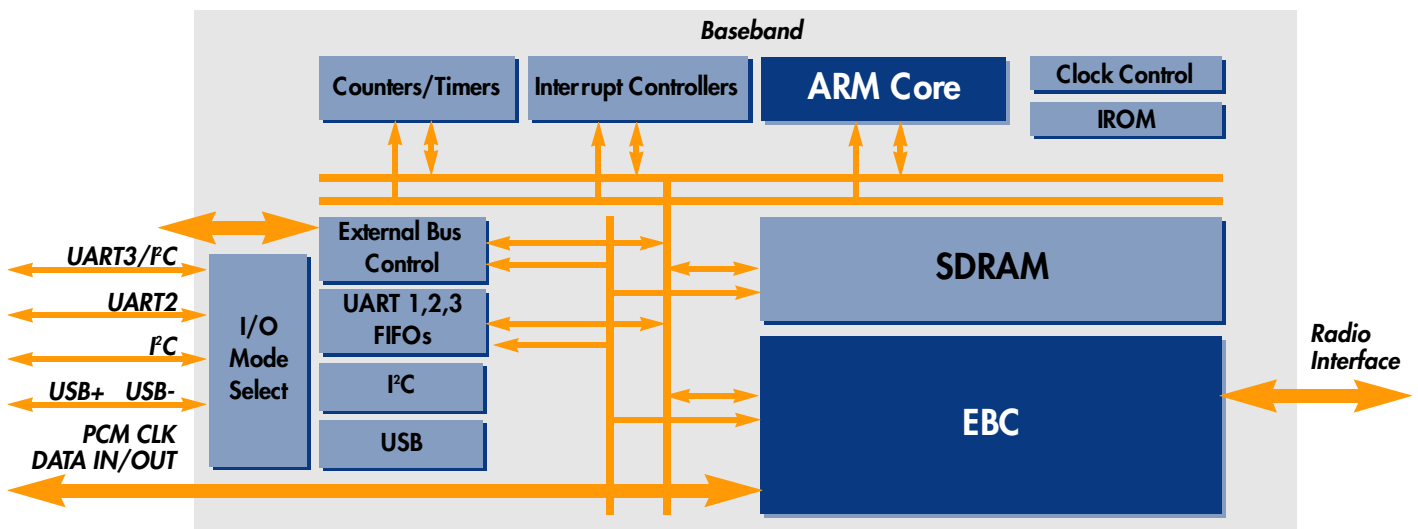 Baseband
Counters/Timers
Interrupt Controllers
ARM Core
Clock Control
IROM
External Bus
Control
UART3/I²C
UART2
I²C
USB+ USB-
PCM CLK
DATA IN/OUT
I/O
Mode
Select
UART 1,2,3
FIFOs
I²C
USB
SDRAM
EBC
Radio
Interface